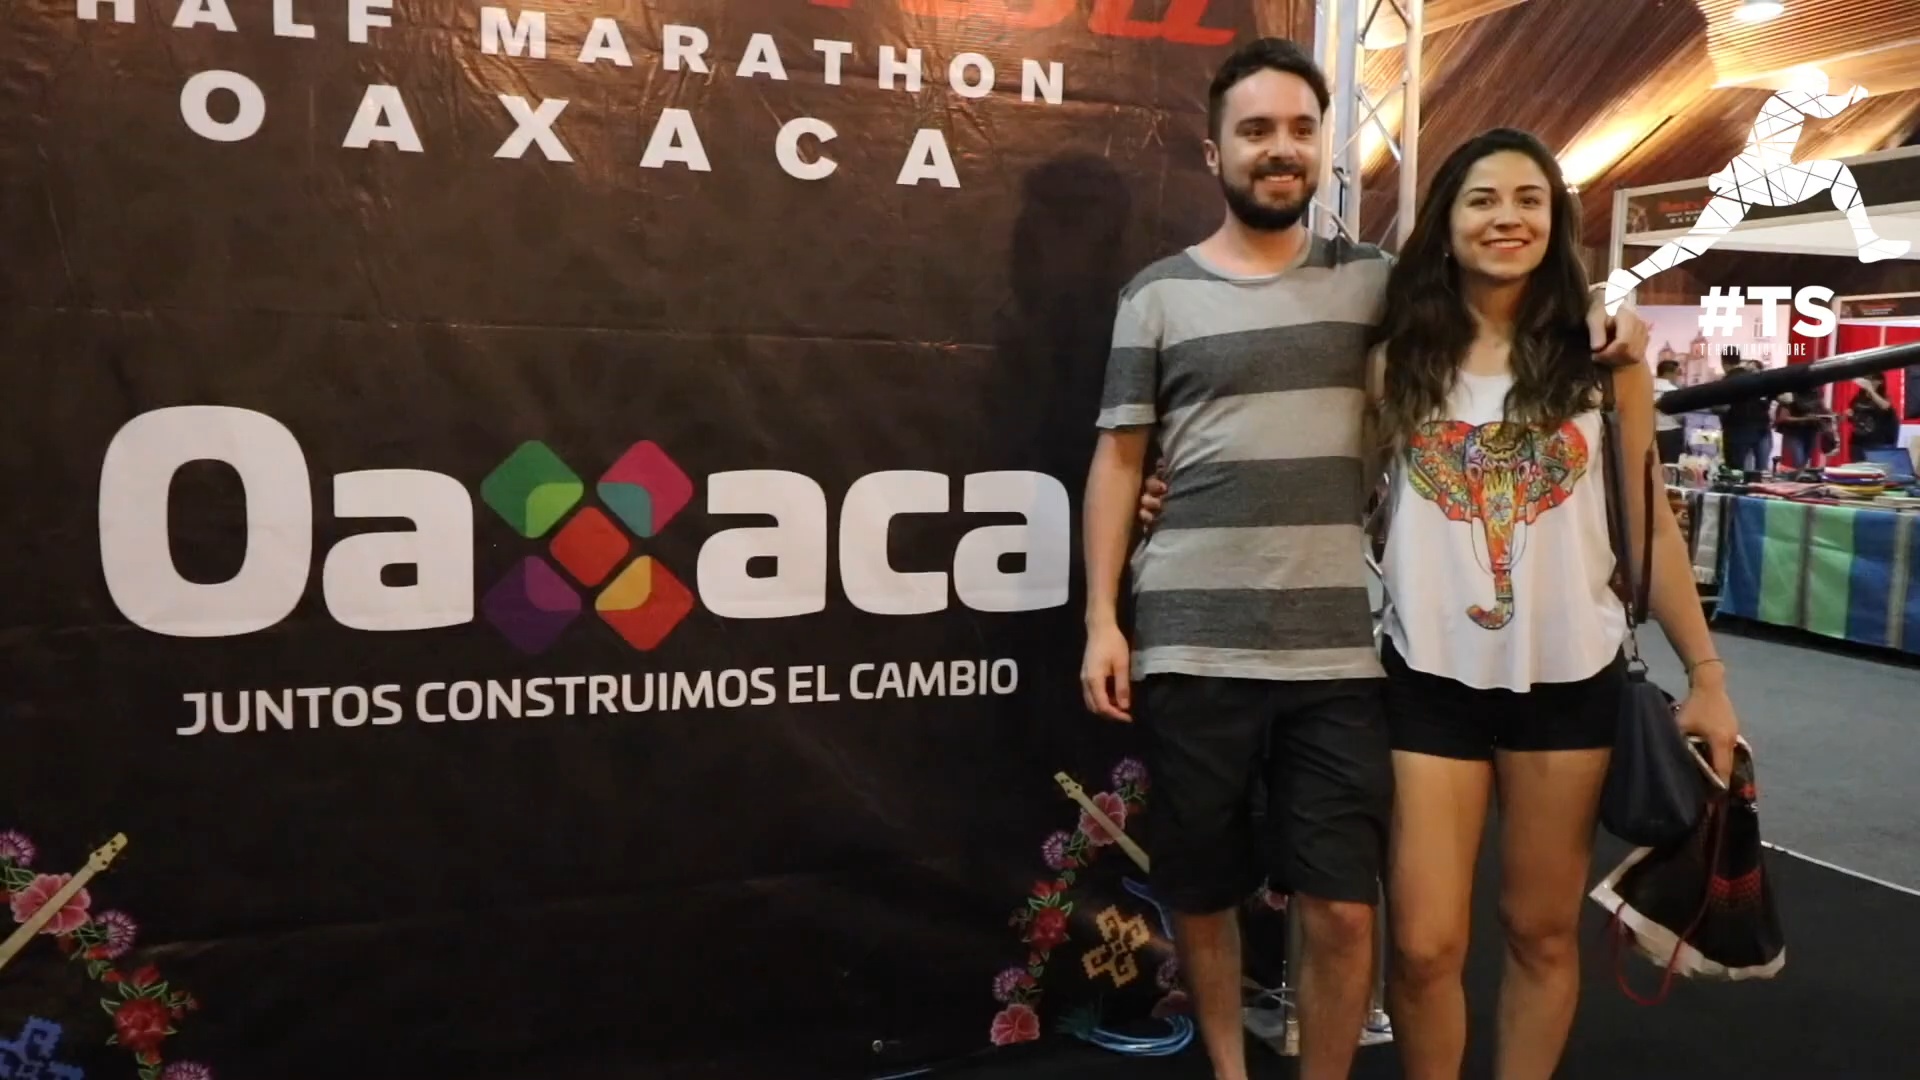 HALF MARATHON
OAXACA
Oaxaca
JUNTOS CONSTRUIMOS EL CAMBIO
#TS